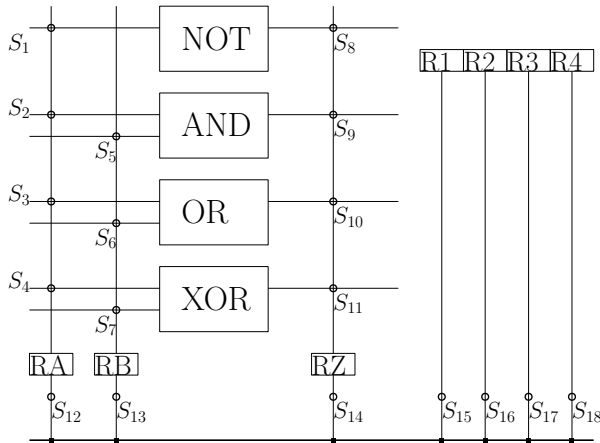 S₁ NOT S₈
R1 R2 R3 R4
S₂ AND S₉
S₅
S₃ OR S₁₀
S₆
S₄ XOR S₁₁
S₇
RA RB RZ
S₁₂ S₁₃ S₁₄ S₁₅ S₁₆ S₁₇ S₁₈